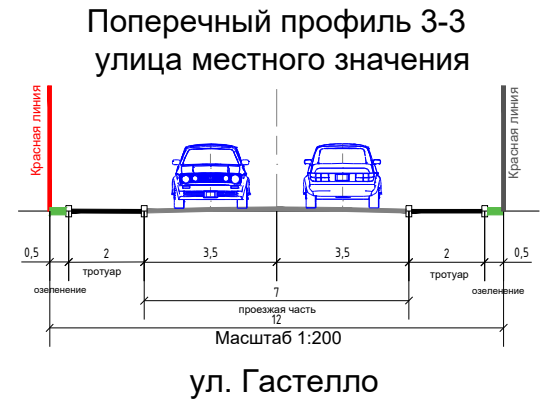 Поперечный профиль 3-3
улица местного значения
Красная линия
Красная линия
0,5 2 3,5 3,5 2 0,5
тротуар тротуар
озеленение 7 озеленение
проезжая часть
12
Масштаб 1:200
ул. Гастелло